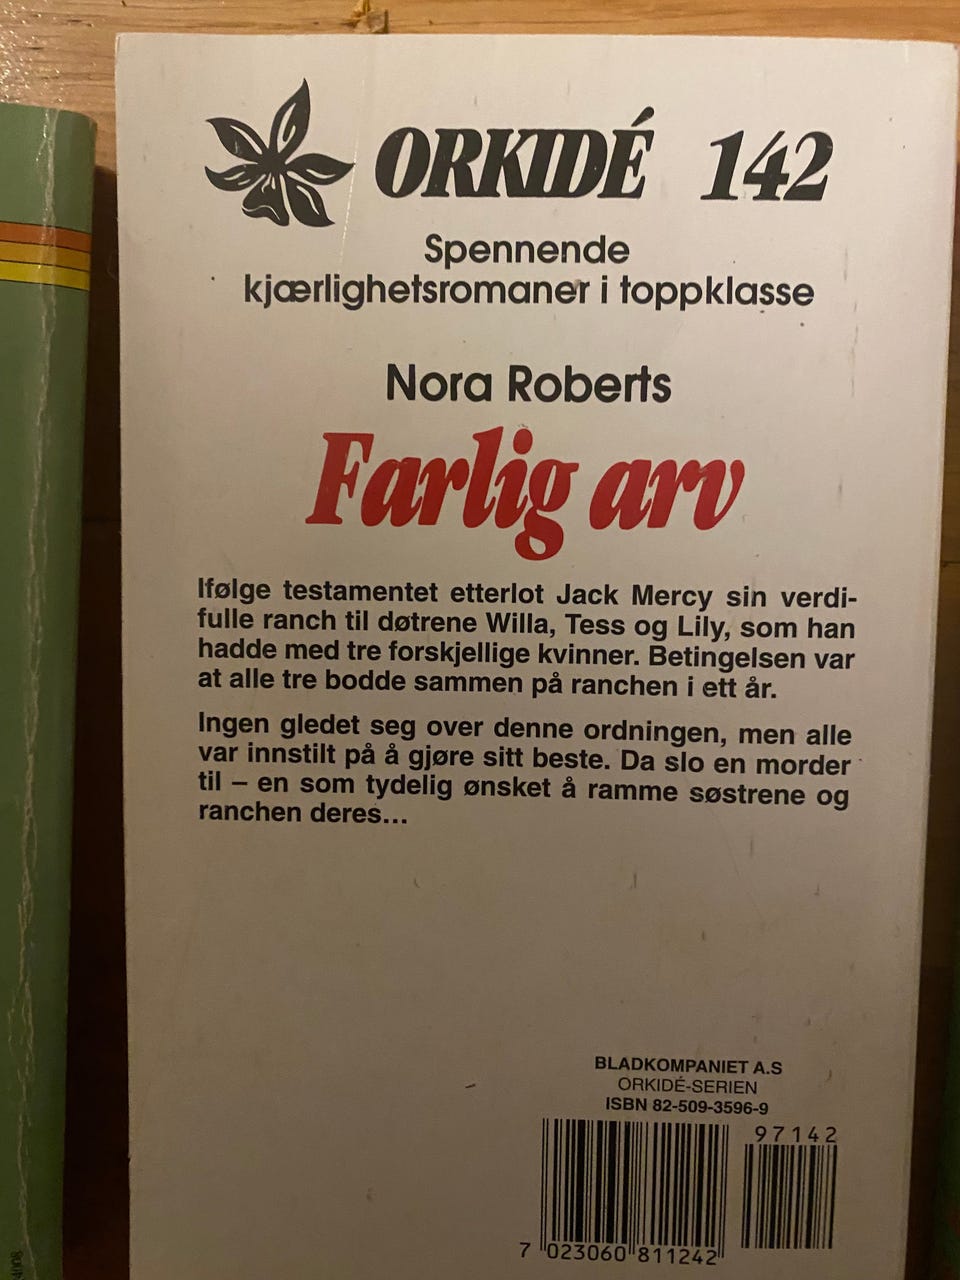 ORKIDÉ 142
Spennende
kjærlighetsromaner i toppklasse
Nora Roberts
Farlig arv
Ifølge testamentet etterlot Jack Mercy sin verdi-
fulle ranch til døtrene Willa, Tess og Lily, som han
hadde med tre forskjellige kvinner. Betingelsen var
at alle tre bodde sammen på ranchen i ett år.
Ingen gledet seg over denne ordningen, men alle
var innstilt på å gjøre sitt beste. Da slo en morder
til – en som tydelig ønsket å ramme søstrene og
ranchen deres...
BLADKOMPANIET A.S
ORKIDÉ-SERIEN
ISBN 82-509-3596-9
97142
7 023060 811242